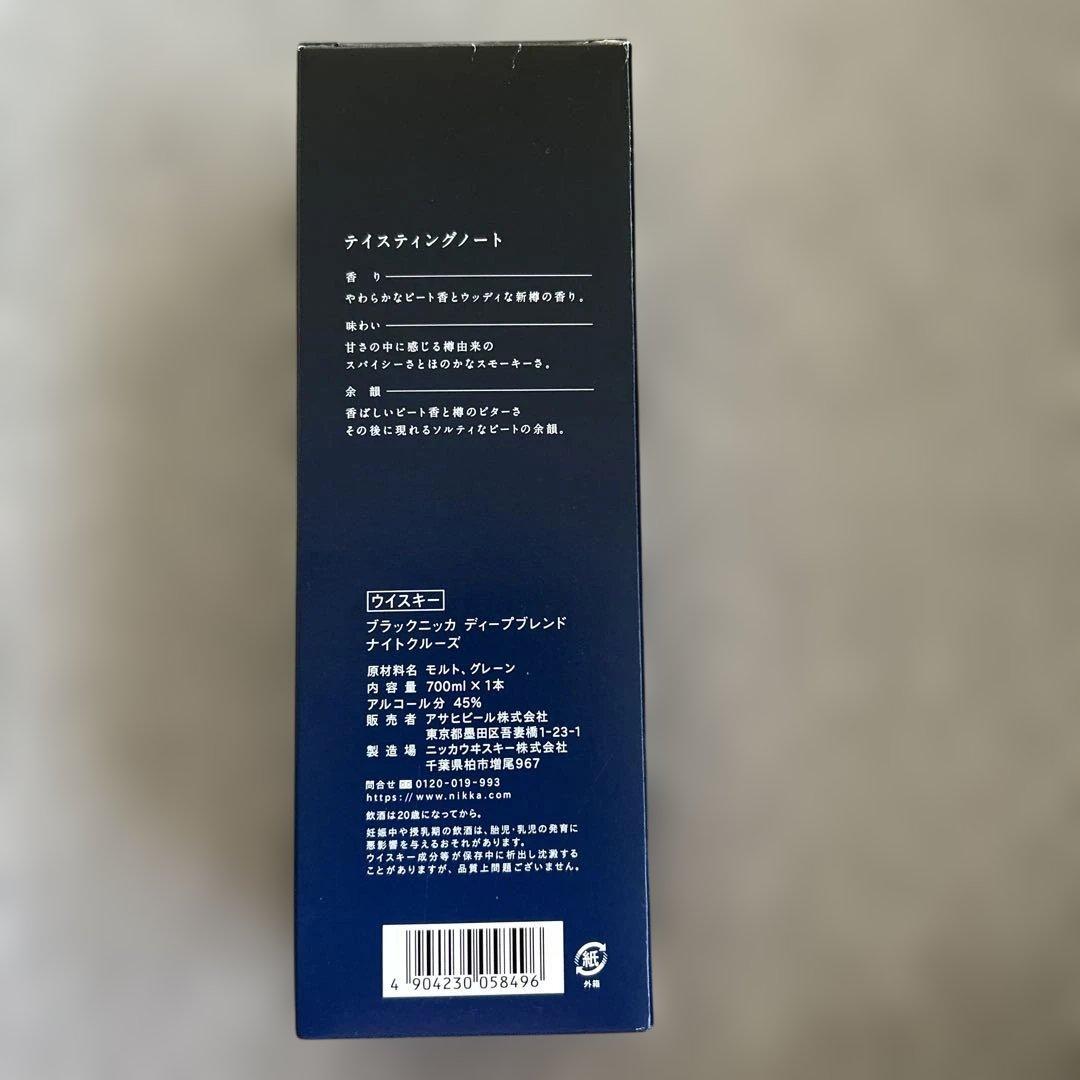 テイスティングノート
香り
やわらかなピート香とウッディな新樽の香り。
味わい
甘さの中に感じる樽由来の
スパイシーさとほのかなスモーキーさ。
余韻
香ばしいピート香と樽のビターさ
その後に現れるソルティなピートの余韻。
ウイスキー
ブラックニッカ ディープブレンド
ナイトクルーズ
原材料名 モルト、グレーン
内容量 700ml×1本
アルコール分 45%
販売者 アサヒビール株式会社
東京都墨田区吾妻橋1-23-1
製造場 ニッカウヰスキー株式会社
千葉県柏市増尾967
問合せ 0120-019-993
https://www.nikka.com
飲酒は20歳になってから。
妊娠中や授乳期の飲酒は、胎児・乳児の発育に
悪影響を与えるおそれがあります。
ウイスキー成分等が保存中に析出し沈澱する
ことがありますが、品質上問題ございません。
4 904230 058496
紙
外箱